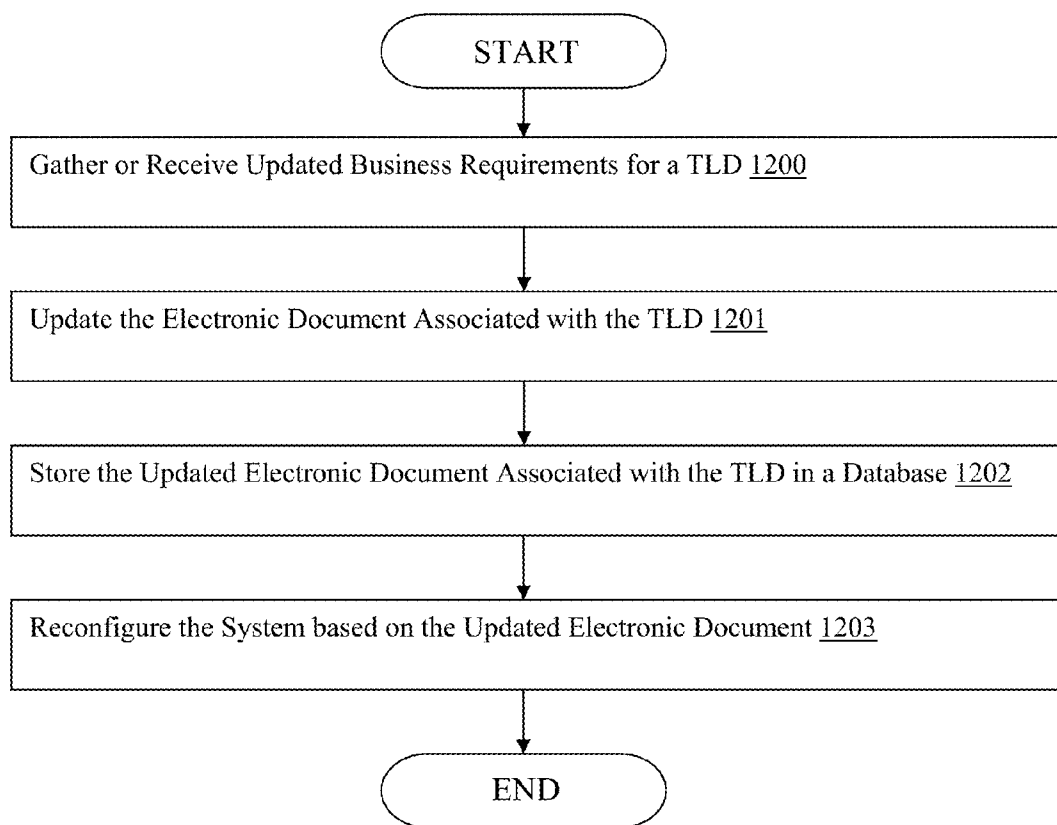 START
Gather or Receive Updated Business Requirements for a TLD 1200
Update the Electronic Document Associated with the TLD 1201
Store the Updated Electronic Document Associated with the TLD in a Database 1202
Reconfigure the System based on the Updated Electronic Document 1203
END